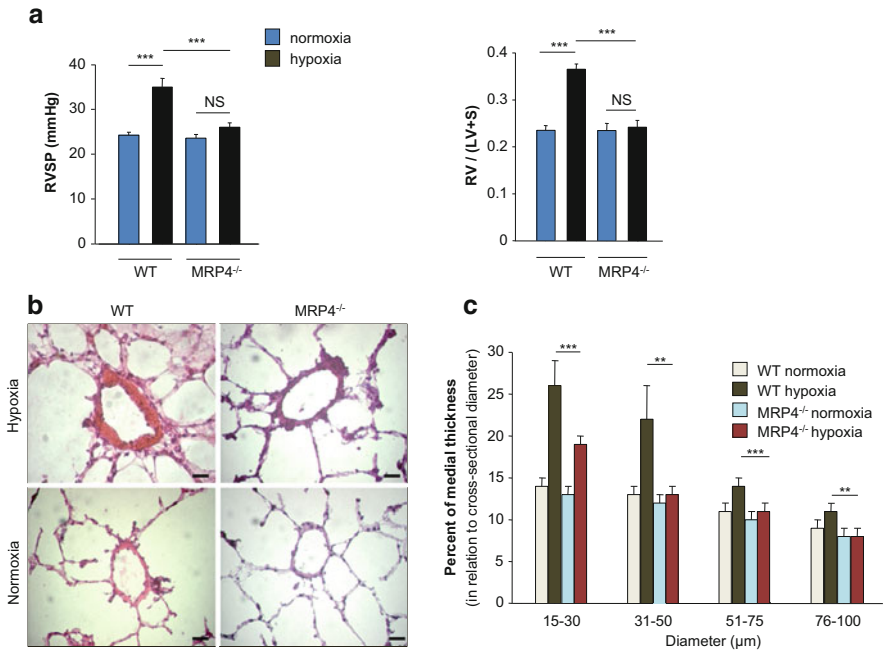 a
normoxia
hypoxia
***
***
NS
RVSP (mmHg)
40
30
20
10
0
WT
MRP4-/-
***
***
NS
RV / (LV+S)
0.4
0.3
0.2
0.1
0
WT
MRP4-/-
b
WT
MRP4-/-
Hypoxia
Normoxia
c
Percent of medial thickness
(in relation to cross-sectional diameter)
30
25
20
15
10
5
0
***
**
***
**
WT normoxia
WT hypoxia
MRP4-/- normoxia
MRP4-/- hypoxia
15-30
31-50
51-75
76-100
Diameter (μm)